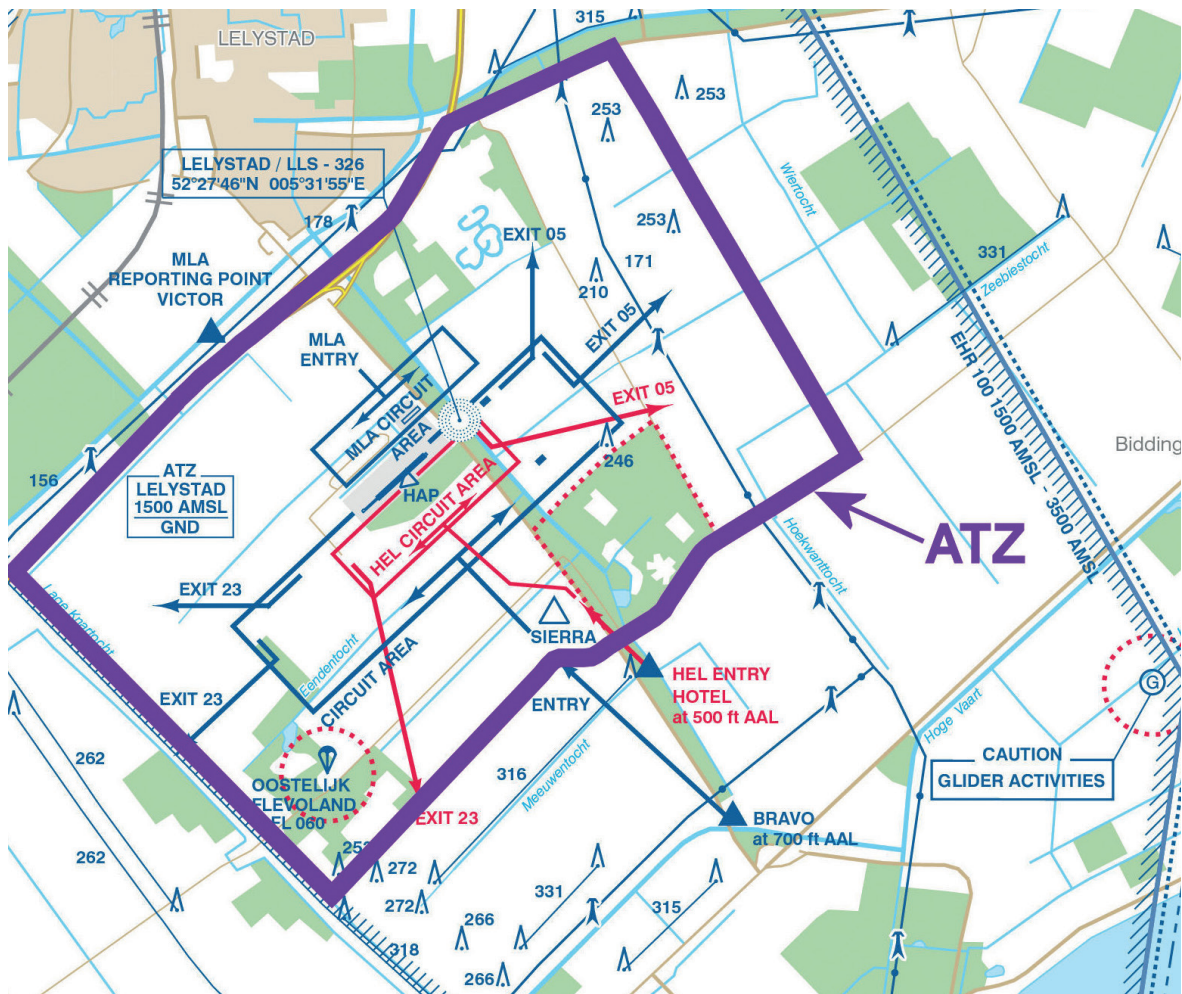 315
LELYSTAD
253
253
LELYSTAD / LLS - 326
52°27'46"N 005°31'55"E
Wiertocht
178
253
EXIT 05
331
MLA
REPORTING POINT
VICTOR
171
Zeebiestocht
210
MLA
ENTRY
EXIT 05
EHR 100 1500 AMSL - 3500 AMSL
MLA CIRCUIT
AREA
EXIT 05
Bidding
246
156
ATZ
LELYSTAD
1500 AMSL
GND
HAP
HEL CIRCUIT AREA
ATZ
Hoekwanttocht
EXIT 23
Lage Knardocht
SIERRA
Eendentocht
CIRCUIT AREA
HEL ENTRY
HOTEL
at 500 ft AAL
G
EXIT 23
ENTRY
Hoge Vaart
262
316
Meeuwentocht
CAUTION
GLIDER ACTIVITIES
OOSTELIJK
FLEVOLAND
FL 060
EXIT 23
BRAVO
at 700 ft AAL
262
253
272
272
331
315
266
318
266